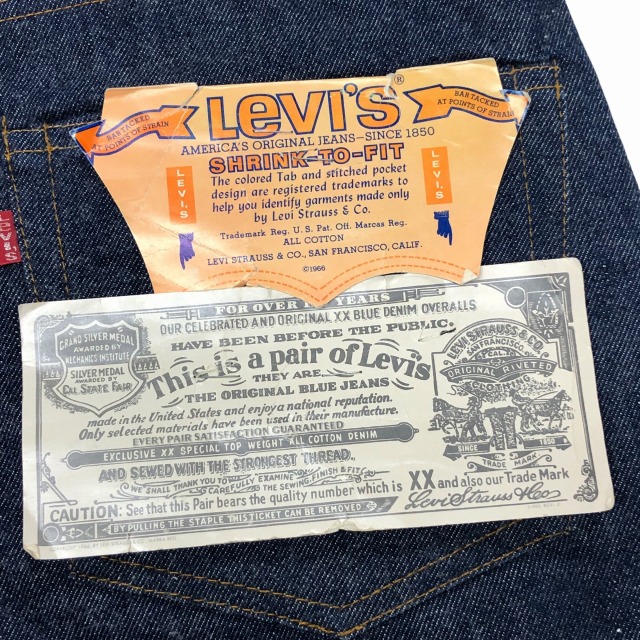 LEVI'S®
BAR TACKED
AT POINTS OF STRAIN
BAR TACKED
AT POINTS OF STRAIN
AMERICA'S ORIGINAL JEANS-SINCE 1850
SHRINK-TO-FIT
The colored Tab and stitched pocket
design are registered trademarks to
help you identify garments made only
by Levi Strauss & Co.
LEVI'S
LEVI'S
Trademark Reg. U.S. Pat. Off. Marcas Reg.
ALL COTTON
LEVI STRAUSS & CO., SAN FRANCISCO, CALIF.
©1966
LEVI'S
FOR OVER YEARS
OUR CELEBRATED AND ORIGINAL XX BLUE DENIM OVERALLS
HAVE BEEN BEFORE THE PUBLIC.
This is a pair of Levi's
THEY ARE
THE ORIGINAL BLUE JEANS
made in the United States and enjoy a national reputation.
Only selected materials have been used in their manufacture.
EVERY PAIR SATISFACTION GUARANTEED
EXCLUSIVE XX SPECIAL TOP WEIGHT ALL COTTON DENIM
AND SEWED WITH THE STRONGEST THREAD.
WE SHALL THANK YOU TO CAREFULLY EXAMINE THE SEWING, FINISH & FIT
CAUTION: See that this Pair bears the quality number which is XX and also our Trade Mark
BY PULLING THE STAPLE THIS TICKET CAN BE REMOVED
GRAND SILVER MEDAL
AWARDED BY
MECHANICS INSTITUTE
SILVER MEDAL
AWARDED BY
CAL STATE FAIR
LEVI STRAUSS & CO.
SAN FRANCISCO
CAL.
ORIGINAL RIVETED
CLOTHING
SINCE 1850
TRADE MARK
Levi Strauss & Co